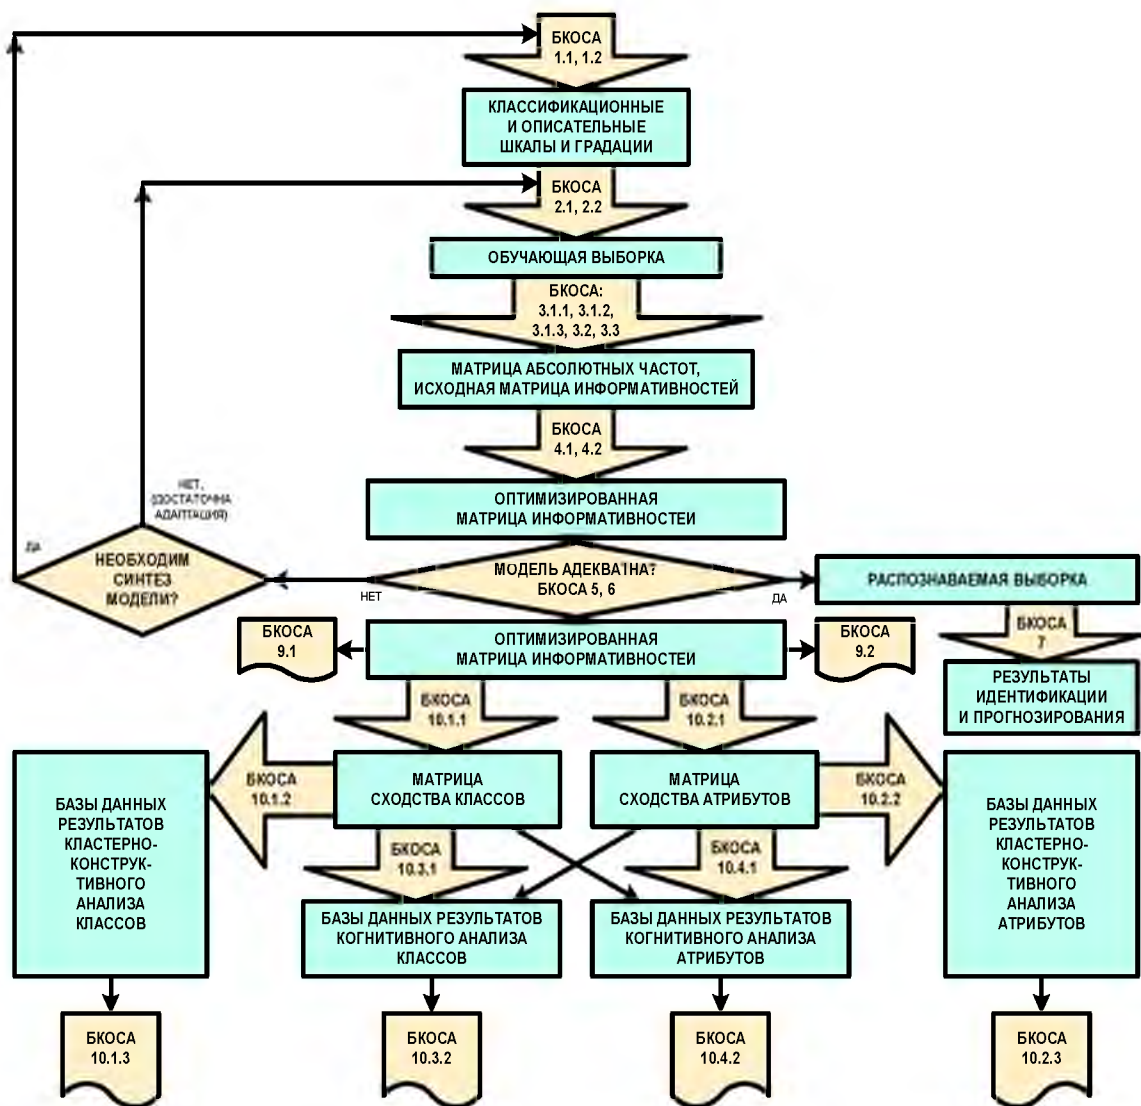 БКОСА
1.1, 1.2
КЛАССИФИКАЦИОННЫЕ
И ОПИСАТЕЛЬНЫЕ
ШКАЛЫ И ГРАДАЦИИ
БКОСА
2.1, 2.2
ОБУЧАЮЩАЯ ВЫБОРКА
БКОСА:
3.1.1, 3.1.2,
3.1.3, 3.2, 3.3
МАТРИЦА АБСОЛЮТНЫХ ЧАСТОТ,
ИСХОДНАЯ МАТРИЦА ИНФОРМАТИВНОСТЕЙ
БКОСА
4.1, 4.2
ОПТИМИЗИРОВАННАЯ
МАТРИЦА ИНФОРМАТИВНОСТЕИ
НЕТ,
(ДОСТАТОЧНА
АДАПТАЦИЯ)
ДА
НЕОБХОДИМ
СИНТЕЗ
МОДЕЛИ?
МОДЕЛЬ АДЕКВАТНА?
БКОСА 5, 6
НЕТ
ДА
РАСПОЗНАВАЕМАЯ ВЫБОРКА
БКОСА
7
РЕЗУЛЬТАТЫ
ИДЕНТИФИКАЦИИ
И ПРОГНОЗИРОВАНИЯ
БКОСА
9.1
ОПТИМИЗИРОВАННАЯ
МАТРИЦА ИНФОРМАТИВНОСТЕИ
БКОСА
9.2
БКОСА
10.1.1
БКОСА
10.2.1
БАЗЫ ДАННЫХ
РЕЗУЛЬТАТОВ
КЛАСТЕРНО-
КОНСТРУК-
ТИВНОГО
АНАЛИЗА
КЛАССОВ
БКОСА
10.1.2
МАТРИЦА
СХОДСТВА КЛАССОВ
МАТРИЦА
СХОДСТВА АТРИБУТОВ
БКОСА
10.2.2
БАЗЫ ДАННЫХ
РЕЗУЛЬТАТОВ
КЛАСТЕРНО-
КОНСТРУК-
ТИВНОГО
АНАЛИЗА
АТРИБУТОВ
БКОСА
10.3.1
БКОСА
10.4.1
БАЗЫ ДАННЫХ РЕЗУЛЬТАТОВ
КОГНИТИВНОГО АНАЛИЗА
КЛАССОВ
БАЗЫ ДАННЫХ РЕЗУЛЬТАТОВ
КОГНИТИВНОГО АНАЛИЗА
АТРИБУТОВ
БКОСА
10.1.3
БКОСА
10.3.2
БКОСА
10.4.2
БКОСА
10.2.3